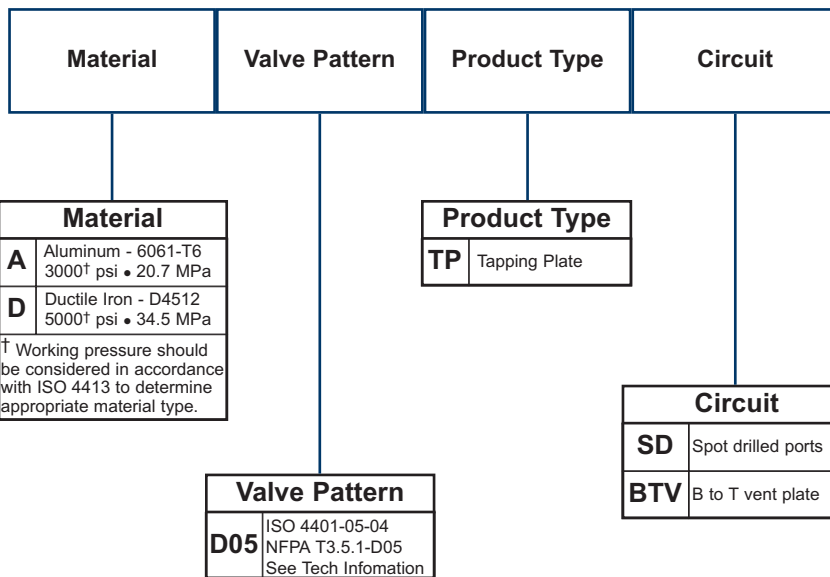 Material
Valve Pattern
Product Type
Circuit
Material
A
Aluminum - 6061-T6
3000† psi • 20.7 MPa
D
Ductile Iron - D4512
5000† psi • 34.5 MPa
† Working pressure should
be considered in accordance
with ISO 4413 to determine
appropriate material type.
Product Type
TP
Tapping Plate
Circuit
SD
Spot drilled ports
BTV
B to T vent plate
Valve Pattern
D05
ISO 4401-05-04
NFPA T3.5.1-D05
See Tech Infomation